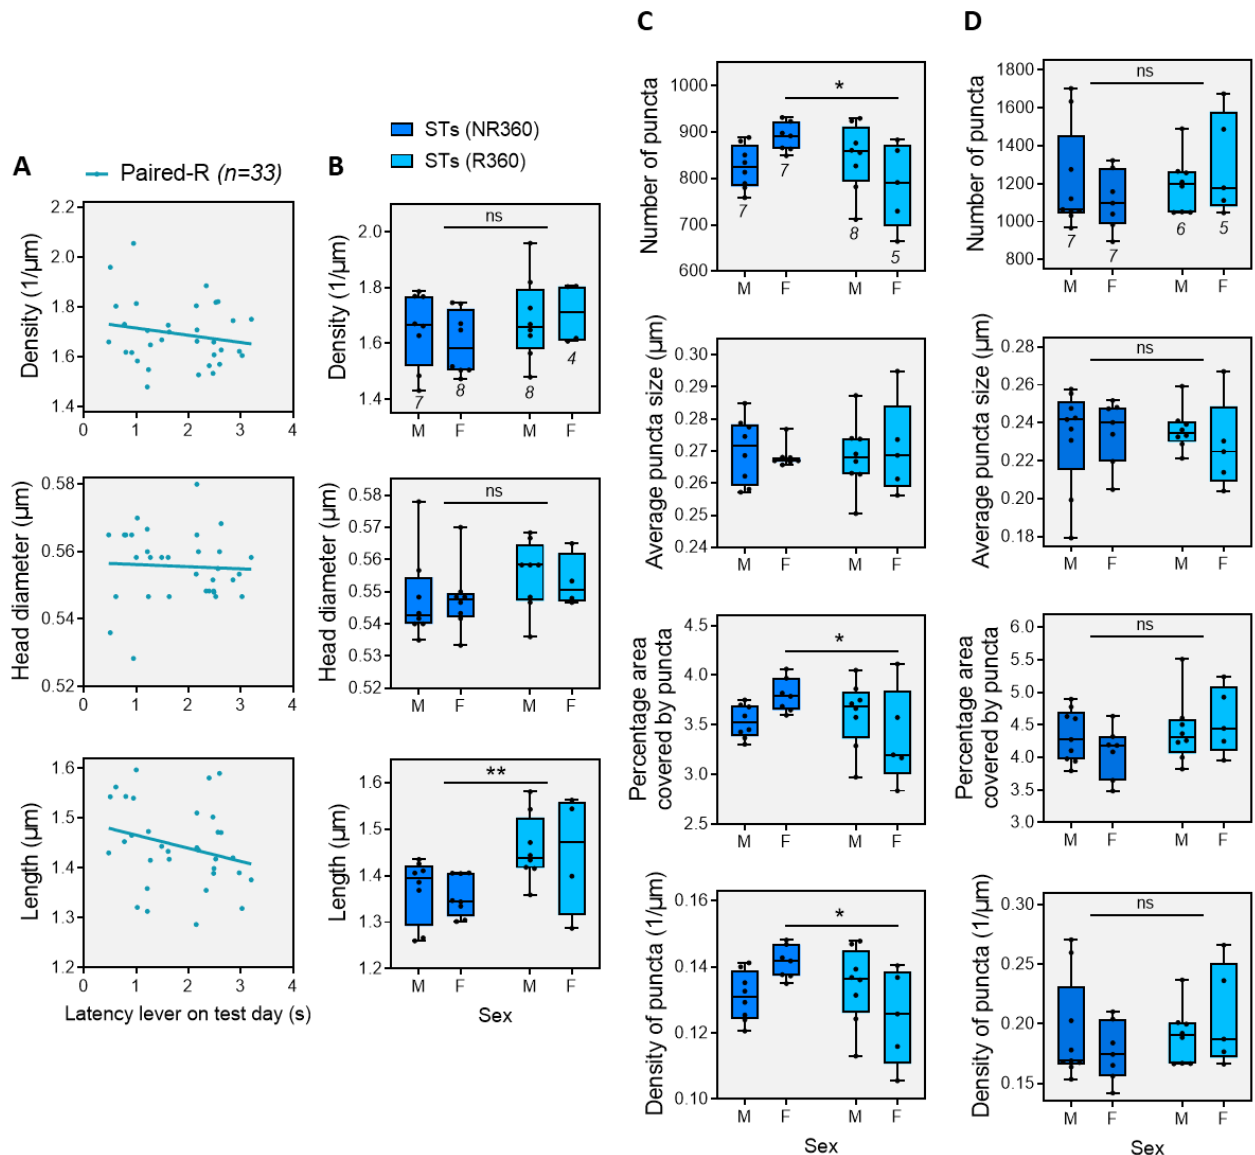 C
D
STs (NR360)
STs (R360)
A
B
Paired-R (n=33)
Density (1/µm)
2.2
2.0
1.8
1.6
1.4
0
1
2
3
4
Head diameter (µm)
0.58
0.56
0.54
0.52
0
1
2
3
4
Length (µm)
1.6
1.5
1.4
1.3
1.2
0
1
2
3
4
Latency lever on test day (s)
Density (1/µm)
2.0
1.8
1.6
1.4
ns
7
8
8
4
M
F
M
F
Head diameter (µm)
0.58
0.57
0.56
0.55
0.54
0.53
0.52
ns
M
F
M
F
Length (µm)
1.6
1.5
1.4
1.3
1.2
**
M
F
M
F
Sex
Number of puncta
1000
900
800
700
600
*
7
7
8
5
M
F
M
F
Average puncta size (µm)
0.30
0.29
0.28
0.27
0.26
0.25
0.24
M
F
M
F
Percentage area
covered by puncta
4.5
4.0
3.5
3.0
2.5
*
M
F
M
F
Density of puncta (1/µm)
0.16
0.14
0.12
0.10
*
M
F
M
F
Sex
Number of puncta
1800
1600
1400
1200
1000
800
ns
7
7
6
5
M
F
M
F
Average puncta size (µm)
0.28
0.26
0.24
0.22
0.20
0.18
ns
M
F
M
F
Percentage area
covered by puncta
6.0
5.5
5.0
4.5
4.0
3.5
3.0
ns
M
F
M
F
Density of puncta (1/µm)
0.30
0.25
0.20
0.15
ns
M
F
M
F
Sex